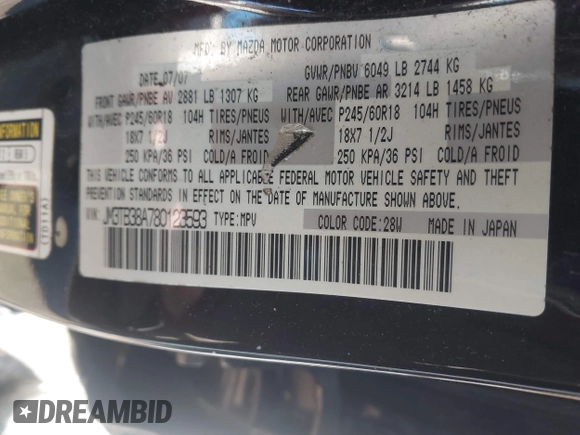 MFD BY MAZDA MOTOR CORPORATION
DATE 07/07
GVWR/PNBV 6049 LB 2744 KG
FRONT GAWR/PNBE AV 2881 LB 1307 KG
REAR GAWR/PNBE AR 3214 LB 1458 KG
WITH/AVEC P245/60R18 104H TIRES/PNEUS
WITH/AVEC P245/60R18 104H TIRES/PNEUS
18X7 1/2J RIMS/JANTES
18X7 1/2J RIMS/JANTES
250 KPA/36 PSI COLD/A FROID
250 KPA/36 PSI COLD/A FROID
THIS VEHICLE CONFORMS TO ALL APPLICABLE FEDERAL MOTOR VEHICLE SAFETY AND THEFT
PREVENTION STANDARDS IN EFFECT ON THE DATE OF MANUFACTURE SHOWN ABOVE.
VIN: JM3TB38A780123593 TYPE: MPV COLOR CODE: 28W MADE IN JAPAN
(TD11A)
DREAMBID